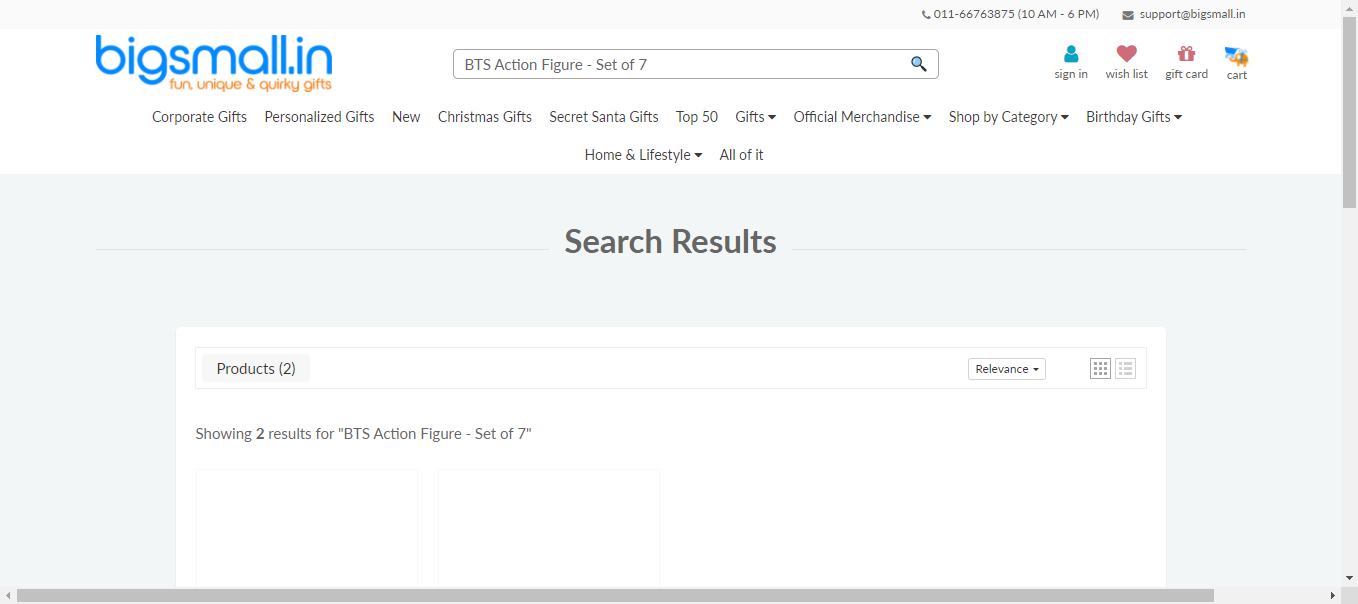 011-66763875 (10 AM - 6 PM) support@bigsmall.in
bigsmall.in
fun, unique & quirky gifts
BTS Action Figure - Set of 7
sign in wish list gift card cart
Corporate Gifts Personalized Gifts New Christmas Gifts Secret Santa Gifts Top 50 Gifts Official Merchandise Shop by Category Birthday Gifts
Home & Lifestyle All of it
Search Results
Products (2) Relevance
Showing 2 results for "BTS Action Figure - Set of 7"